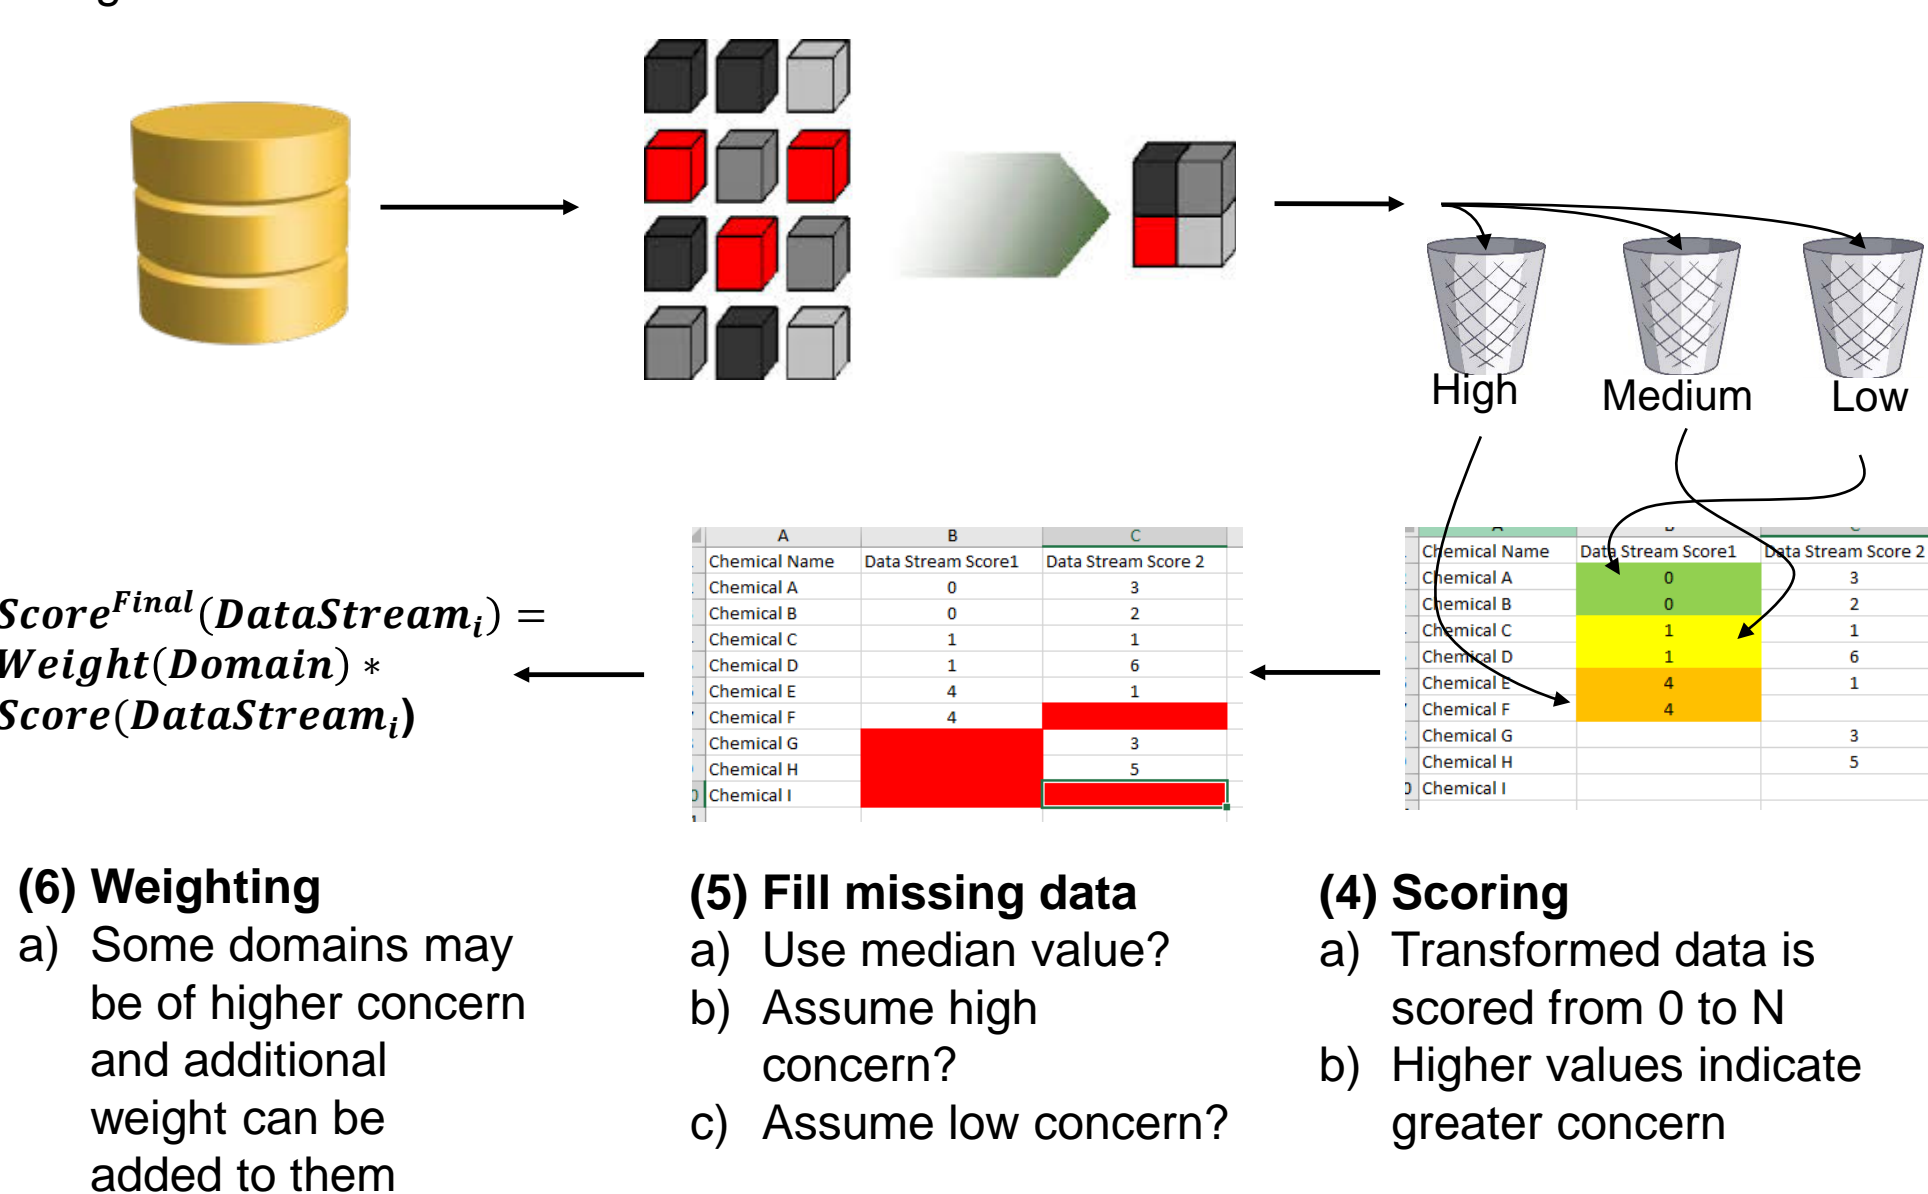 High
Medium
Low
A B C
Chemical Name Data Stream Score1 Data Stream Score 2
Chemical A 0 3
Chemical B 0 2
Chemical C 1 1
Chemical D 1 6
Chemical E 4 1
Chemical F 4
Chemical G 3
Chemical H 5
Chemical I
Chemical Name Data Stream Score1 Data Stream Score 2
Chemical A 0 3
Chemical B 0 2
Chemical C 1 1
Chemical D 1 6
Chemical E 4 1
Chemical F 4
Chemical G 3
Chemical H 5
Chemical I
Score^Final(DataStream_i) =
Weight(Domain) *
Score(DataStream_i)
(6) Weighting
a) Some domains may
be of higher concern
and additional
weight can be
added to them
(5) Fill missing data
a) Use median value?
b) Assume high
concern?
c) Assume low concern?
(4) Scoring
a) Transformed data is
scored from 0 to N
b) Higher values indicate
greater concern